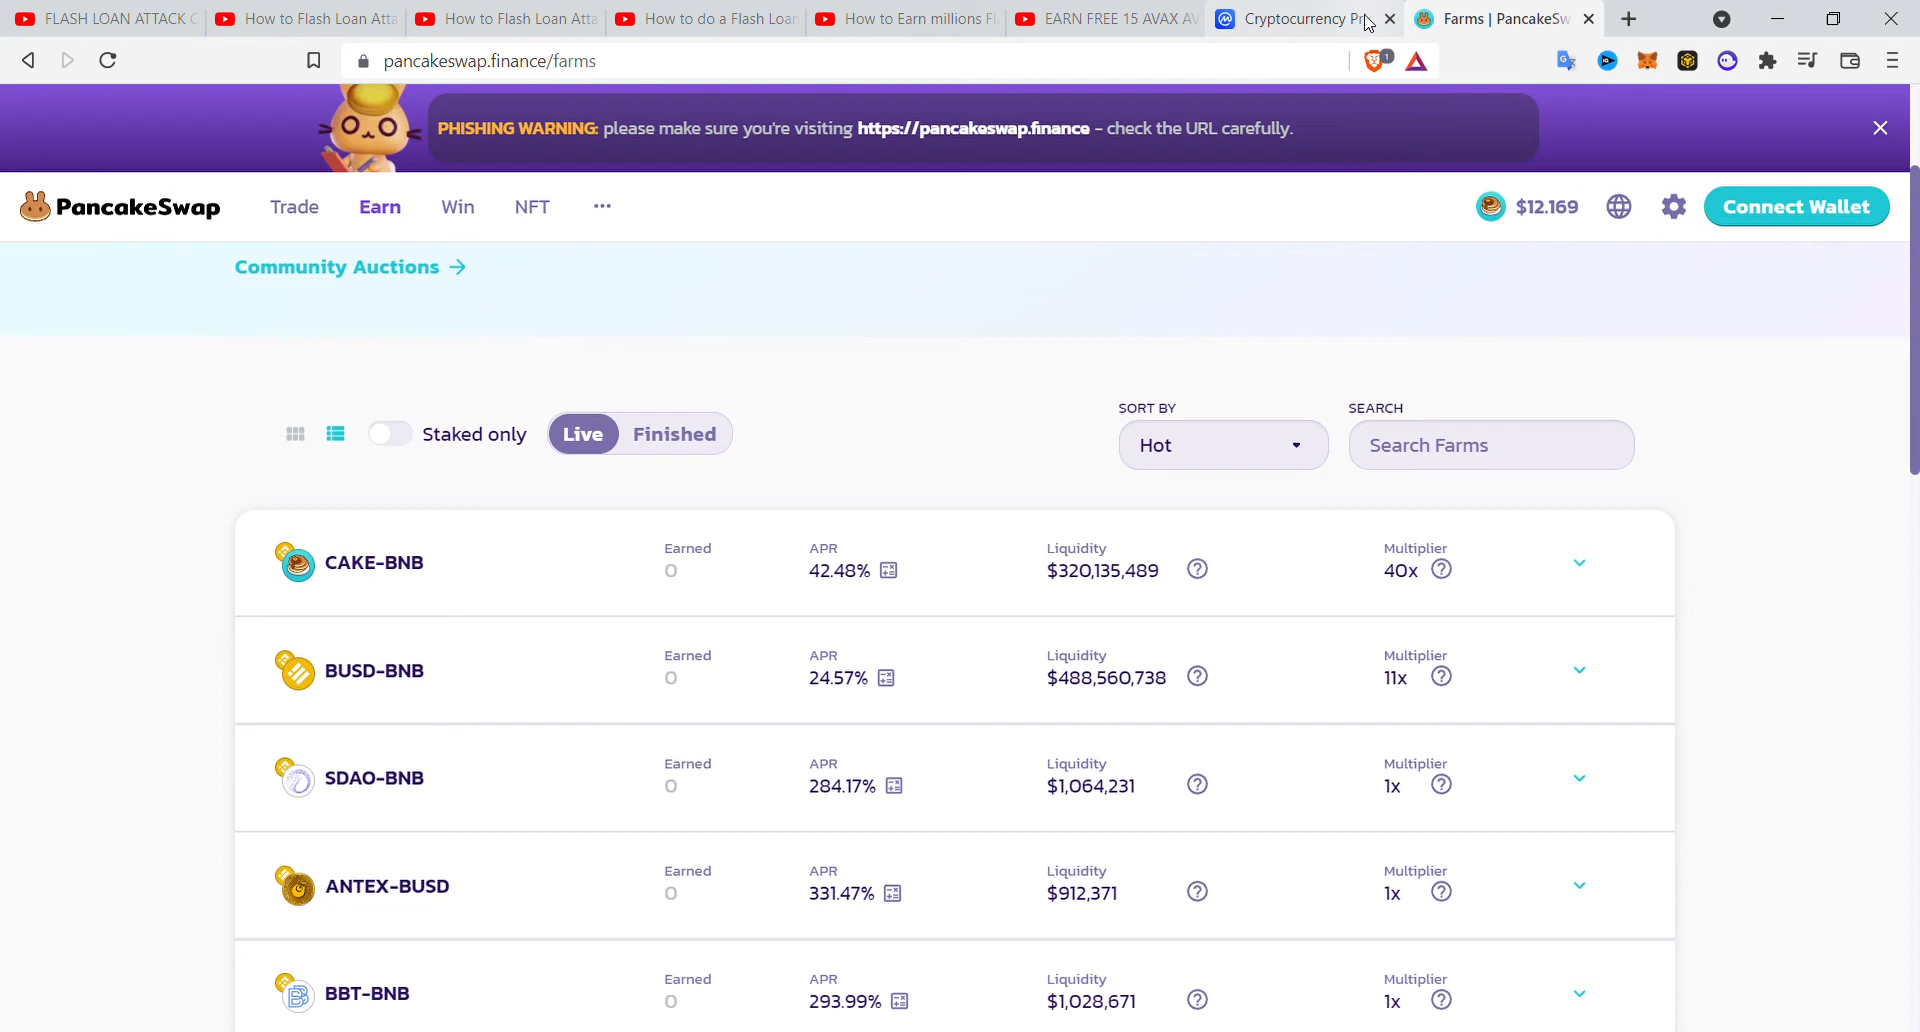 FLASH LOAN ATTACK
How to Flash Loan Atta
How to Flash Loan Atta
How to do a Flash Loan
How to Earn millions
EARN FREE 15 AVAX
Cryptocurrency Pr
Farms | PancakeSw
pancakeswap.finance/farms
1
PHISHING WARNING: please make sure you're visiting https://pancakeswap.finance - check the URL carefully.
PancakeSwap
Trade
Earn
Win
NFT
$12.169
Connect Wallet
Community Auctions
Staked only
Live
Finished
SORT BY
Hot
SEARCH
Search Farms
CAKE-BNB
Earned
0
APR
42.48%
Liquidity
$320,135,489
Multiplier
40x
BUSD-BNB
Earned
0
APR
24.57%
Liquidity
$488,560,738
Multiplier
11x
SDAO-BNB
Earned
0
APR
284.17%
Liquidity
$1,064,231
Multiplier
1x
ANTEX-BUSD
Earned
0
APR
331.47%
Liquidity
$912,371
Multiplier
1x
BBT-BNB
Earned
0
APR
293.99%
Liquidity
$1,028,671
Multiplier
1x